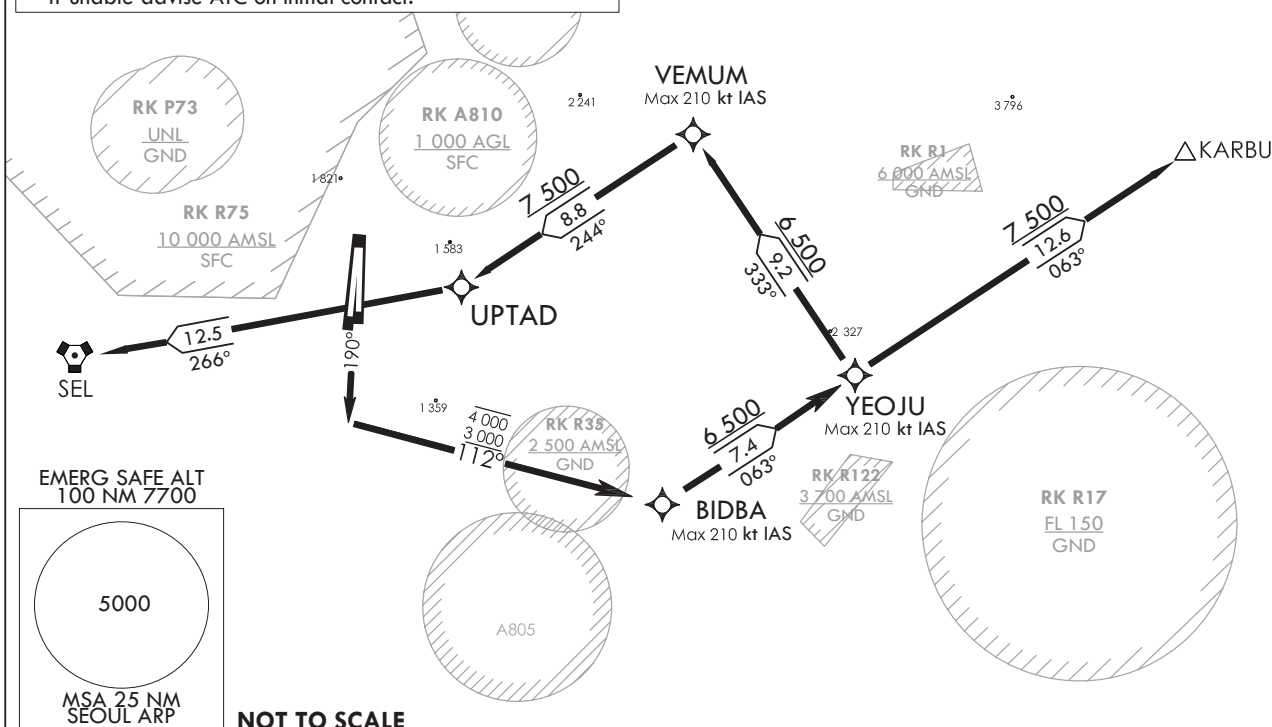 If unable advise ATC on initial contact.
RK P73
UNL
GND
RK R75
10 000 AMSL
SFC
RK A810
1 000 AGL
SFC
2 241
1 821
1 583
VEMUM
Max 210 kt IAS
3 796
RK R1
6 000 AMSL
GND
KARBU
7 500
8.8
244°
6 500
9.2
333°
7 500
12.6
063°
UPTAD
12.5
266°
SEL
190°
2 327
YEOJU
Max 210 kt IAS
1 359
4 000
3 000
112°
RK R35
2 500 AMSL
GND
6 500
7.4
063°
BIDBA
Max 210 kt IAS
RK R122
3 700 AMSL
GND
RK R17
FL 150
GND
A805
EMERG SAFE ALT
100 NM 7700
5000
MSA 25 NM
SEOUL ARP
NOT TO SCALE